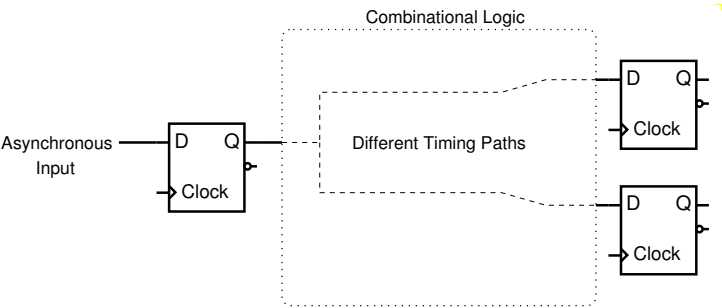 Combinational Logic
D Q
Clock
Asynchronous
Input
D Q
Clock
Different Timing Paths
D Q
Clock